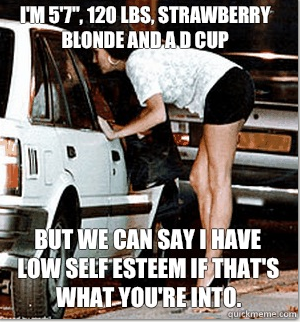 I'M 5'7", 120 LBS, STRAWBERRY
BLONDE AND A D CUP
BUT WE CAN SAY I HAVE
LOW SELF ESTEEM IF THAT'S
WHAT YOU'RE INTO.
quickmeme.com